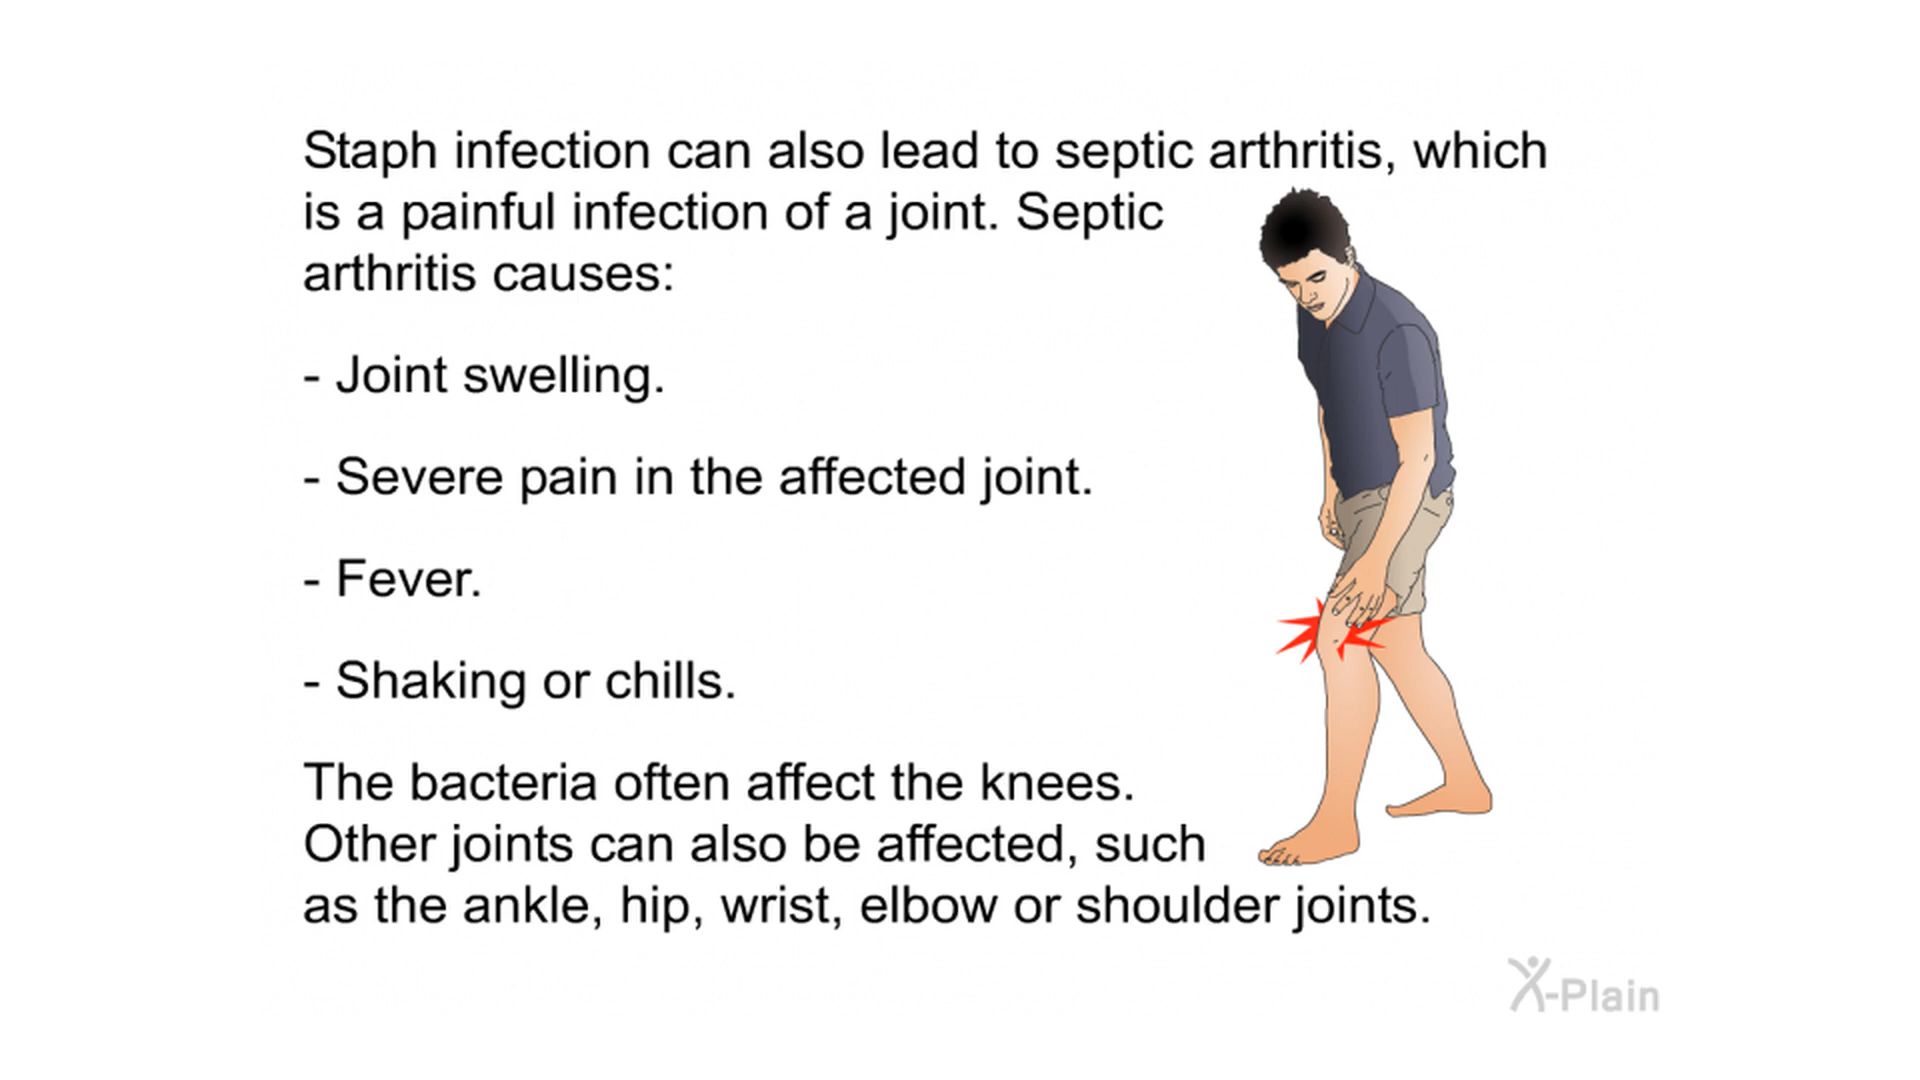 Staph infection can also lead to septic arthritis, which
is a painful infection of a joint. Septic
arthritis causes:
- Joint swelling.
- Severe pain in the affected joint.
- Fever.
- Shaking or chills.
The bacteria often affect the knees.
Other joints can also be affected, such
as the ankle, hip, wrist, elbow or shoulder joints.
X-Plain